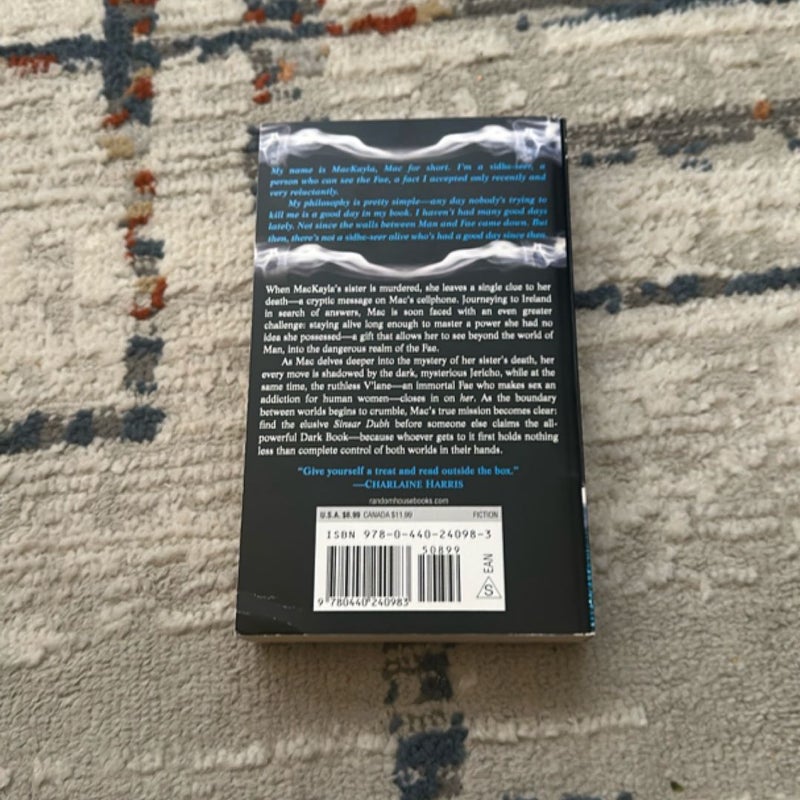 My name is MacKayla, Mac for short. I'm a sidhe-seer, a
person who can see the Fae, a fact I accepted only recently and
very reluctantly.
My philosophy is pretty simple—any day nobody's trying to
kill me is a good day in my book. I haven't had many good days
lately. Not since the walls between Man and Fae came down. But
then, there's not a sidhe-seer alive who's had a good day since then.
When MacKayla's sister is murdered, she leaves a single clue to her
death—a cryptic message on Mac's cellphone. Journeying to Ireland
in search of answers, Mac is soon faced with an even greater
challenge: staying alive long enough to master a power she had no
idea she possessed—a gift that allows her to see beyond the world of
Man, into the dangerous realm of the Fae.
As Mac delves deeper into the mystery of her sister's death, her
every move is shadowed by the dark, mysterious Jericho, while at the
same time, the ruthless V'lane—an immortal Fae who makes sex an
addiction for human women—closes in on her. As the boundary
between worlds begins to crumble, Mac's true mission becomes clear:
find the elusive Sinsar Dubh before someone else claims the all-
powerful Dark Book—because whoever gets to it first holds nothing
less than complete control of both worlds in their hands.
"Give yourself a treat and read outside the box."
—CHARLAINE HARRIS
randomhousebooks.com
U.S.A. $8.99 CANADA $11.99 FICTION
ISBN 978-0-440-24098-3
50899
EAN
S
9 780440 240983